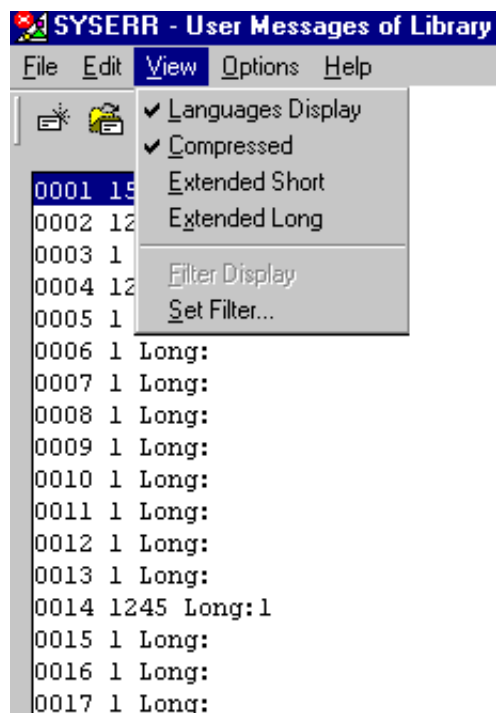 SYSERR - User Messages of Library
File Edit View Options Help
Languages Display
Compressed
Extended Short
Extended Long
Filter Display
Set Filter...
0001 15
0002 12
0003 1
0004 12
0005 1
0006 1 Long:
0007 1 Long:
0008 1 Long:
0009 1 Long:
0010 1 Long:
0011 1 Long:
0012 1 Long:
0013 1 Long:
0014 1245 Long:1
0015 1 Long:
0016 1 Long:
0017 1 Long: